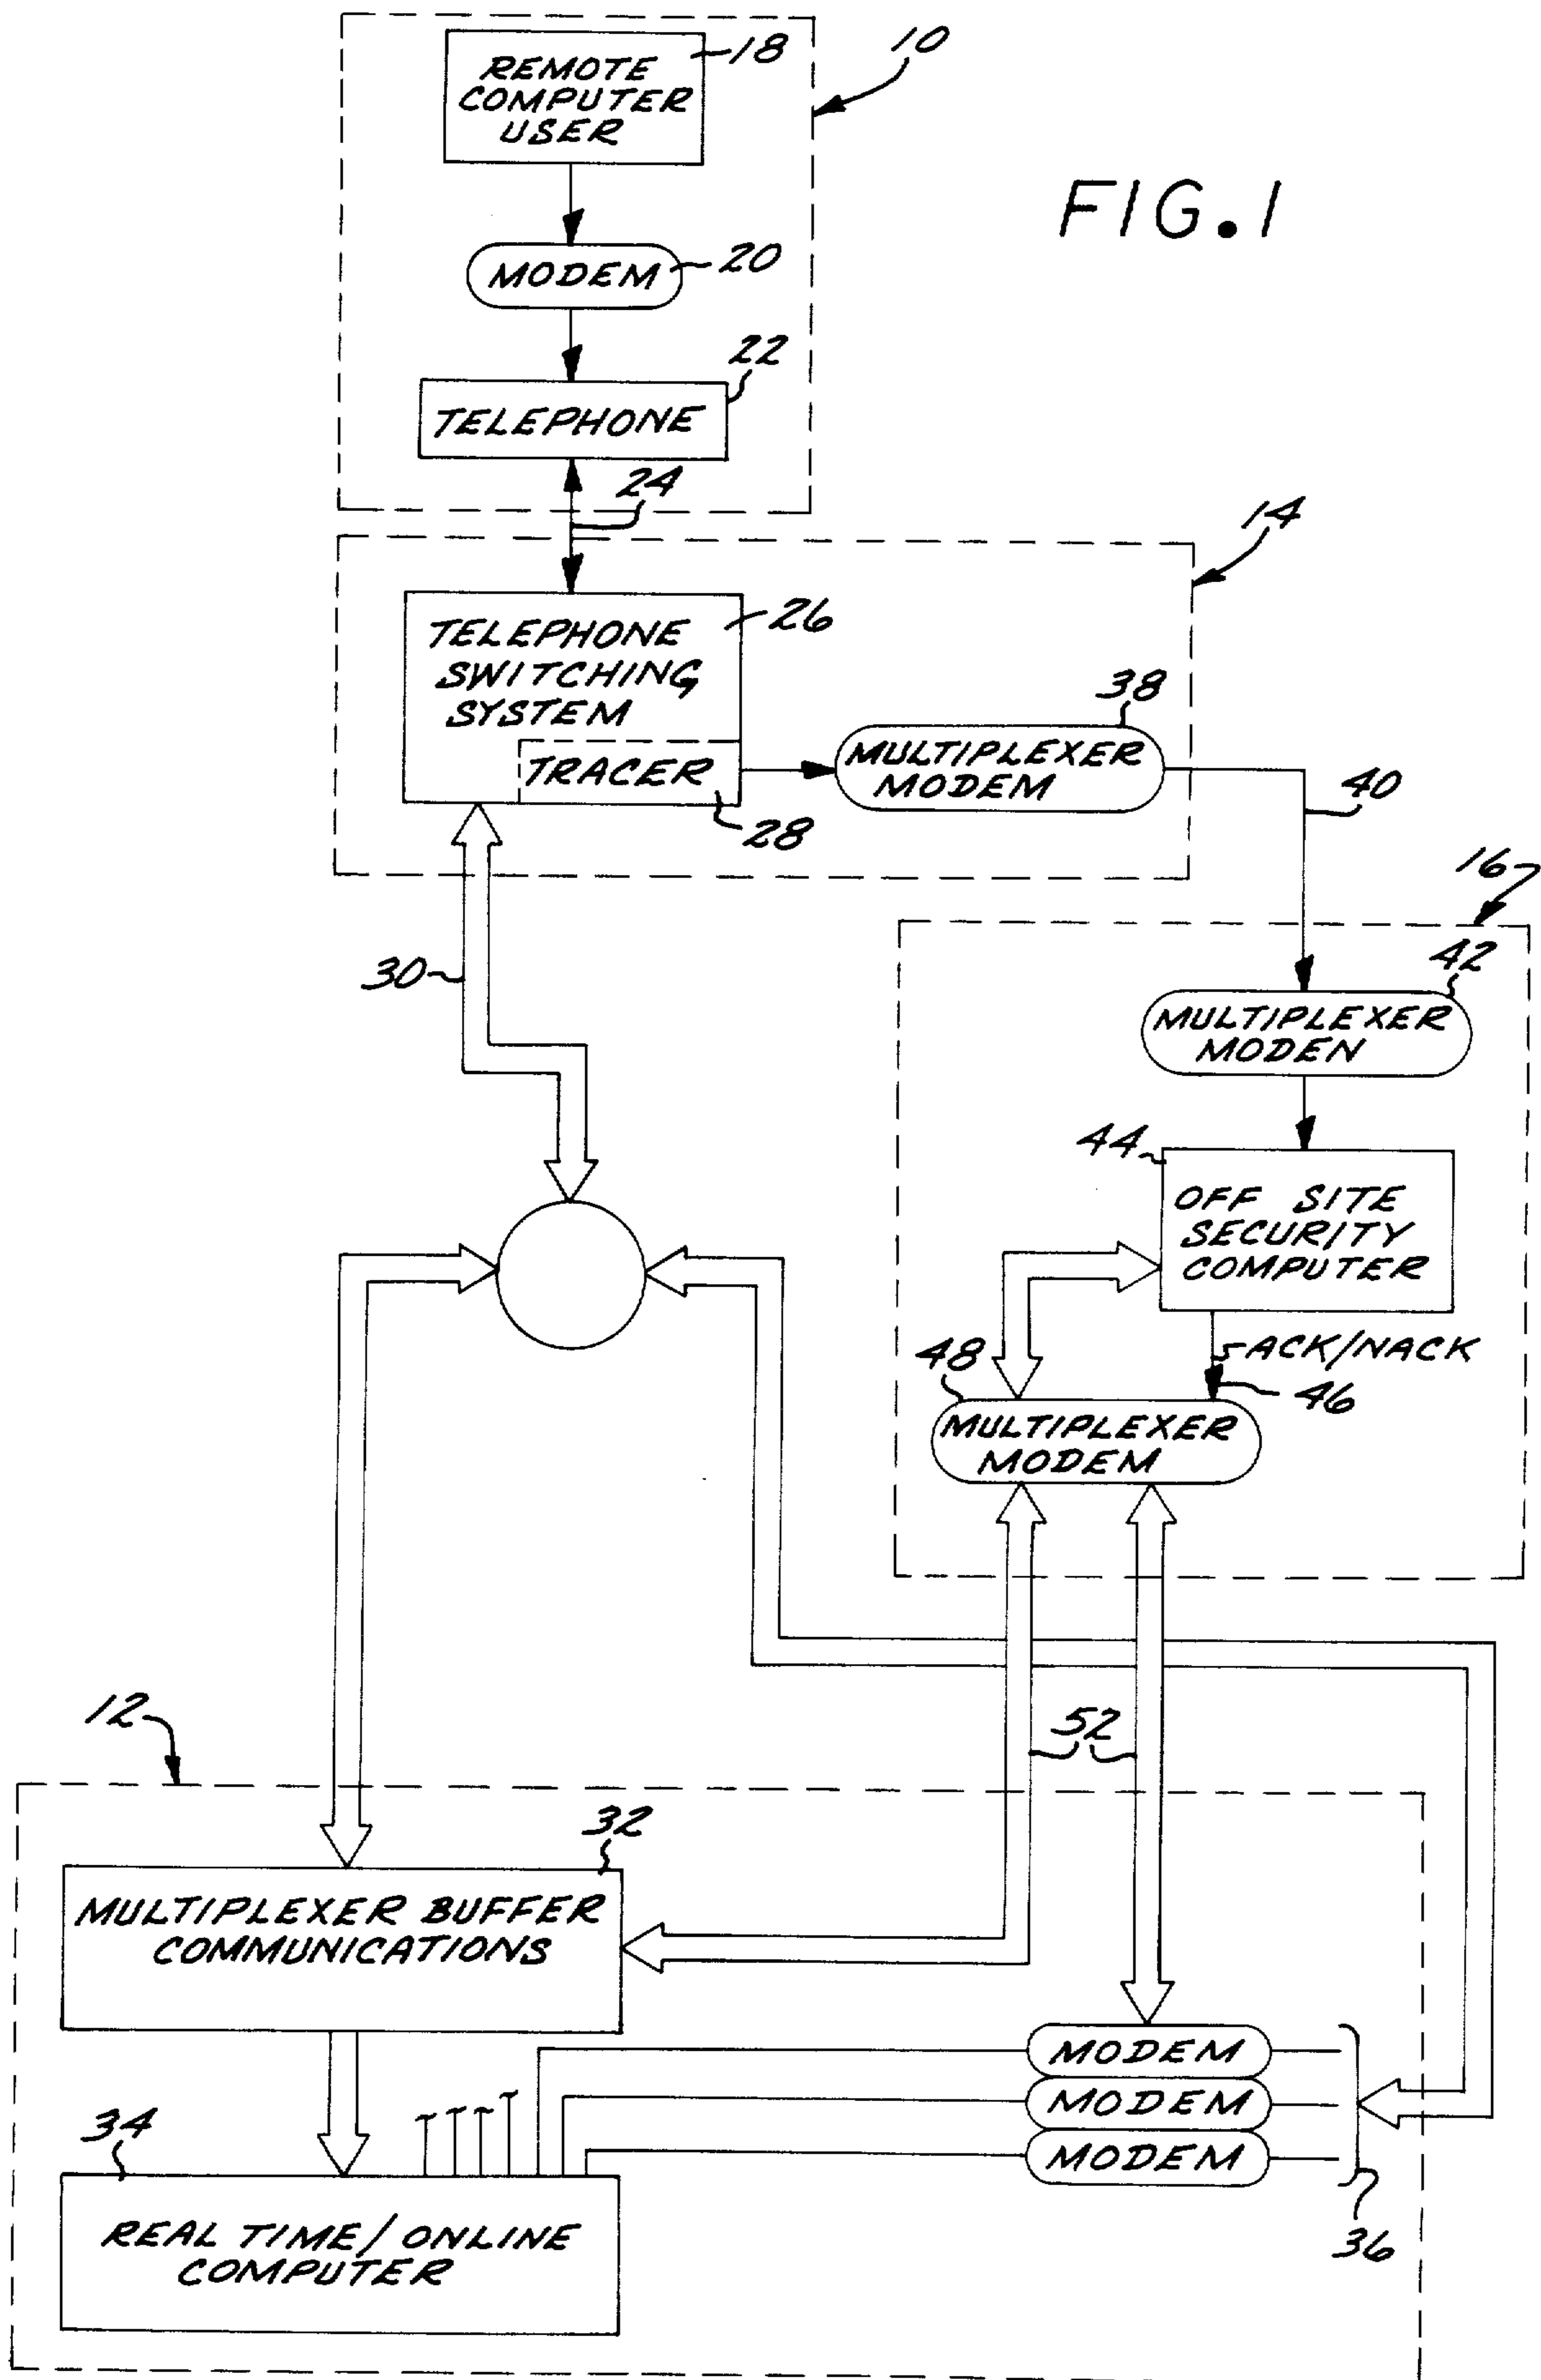 REMOTE
COMPUTER
USER
18
10
FIG. 1
MODEM
20
22
TELEPHONE
24
14
TELEPHONE
SWITCHING
SYSTEM
26
TRACER
28
38
MULTIPLEXER
MODEM
40
16
30
42
MULTIPLEXER
MODEN
44
OFF SITE
SECURITY
COMPUTER
ACK/NACK
46
48
MULTIPLEXER
MODEM
52
12
32
MULTIPLEXER BUFFER
COMMUNICATIONS
MODEM
MODEM
MODEM
36
34
REAL TIME/ONLINE
COMPUTER